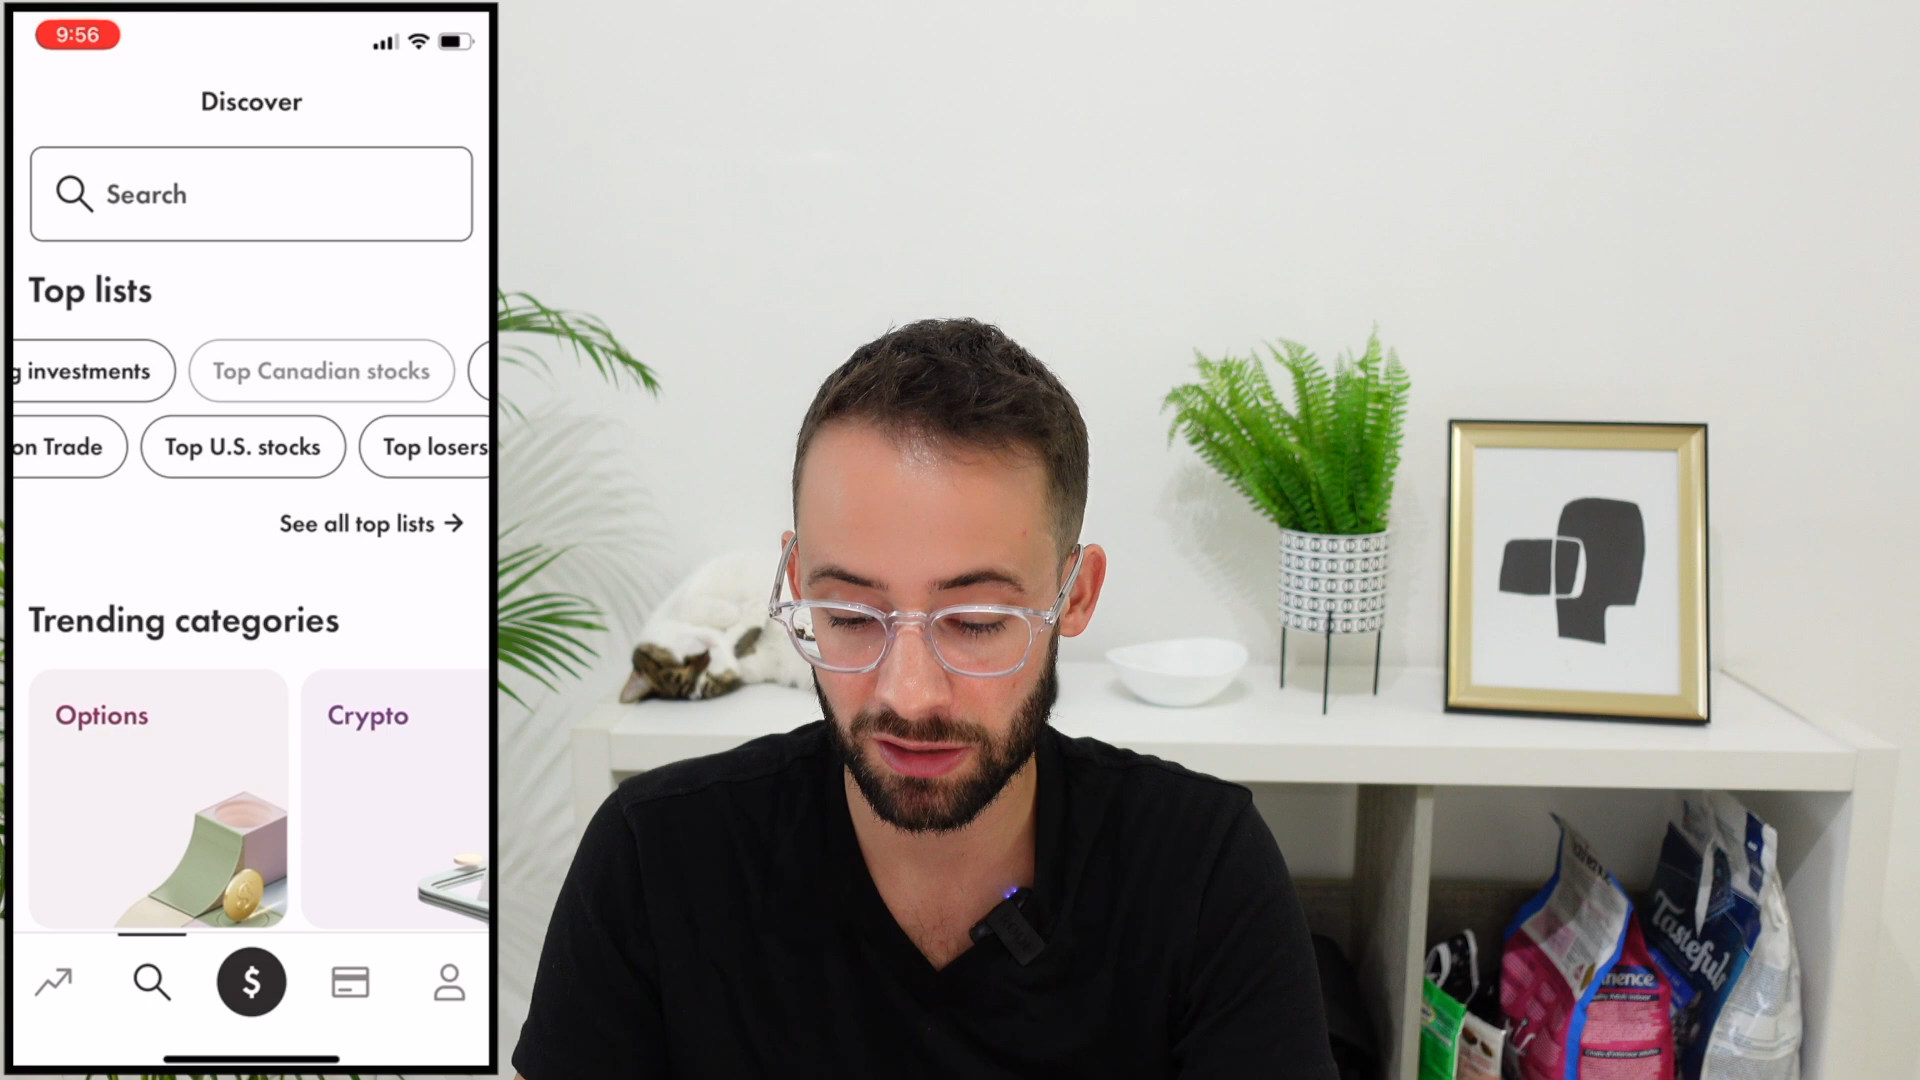 9:56
Discover
Search
Top lists
g investments
Top Canadian stocks
on Trade
Top U.S. stocks
Top losers
See all top lists →
Trending categories
Options
Crypto
$
Tasteful
rience